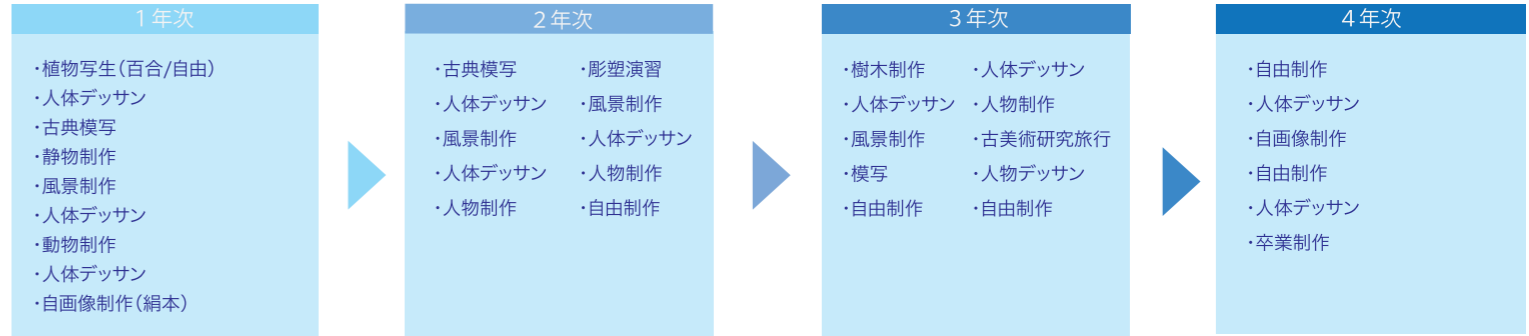 1年次
・植物写生(百合/自由)
・人体デッサン
・古典模写
・静物制作
・風景制作
・人体デッサン
・動物制作
・人体デッサン
・自画像制作(絹本)
2年次
・古典模写
・人体デッサン
・風景制作
・人体デッサン
・人物制作
・彫塑演習
・風景制作
・人体デッサン
・人物制作
・自由制作
3年次
・樹木制作
・人体デッサン
・風景制作
・模写
・自由制作
・人体デッサン
・人物制作
・古美術研究旅行
・人物デッサン
・自由制作
4年次
・自由制作
・人体デッサン
・自画像制作
・自由制作
・人体デッサン
・卒業制作